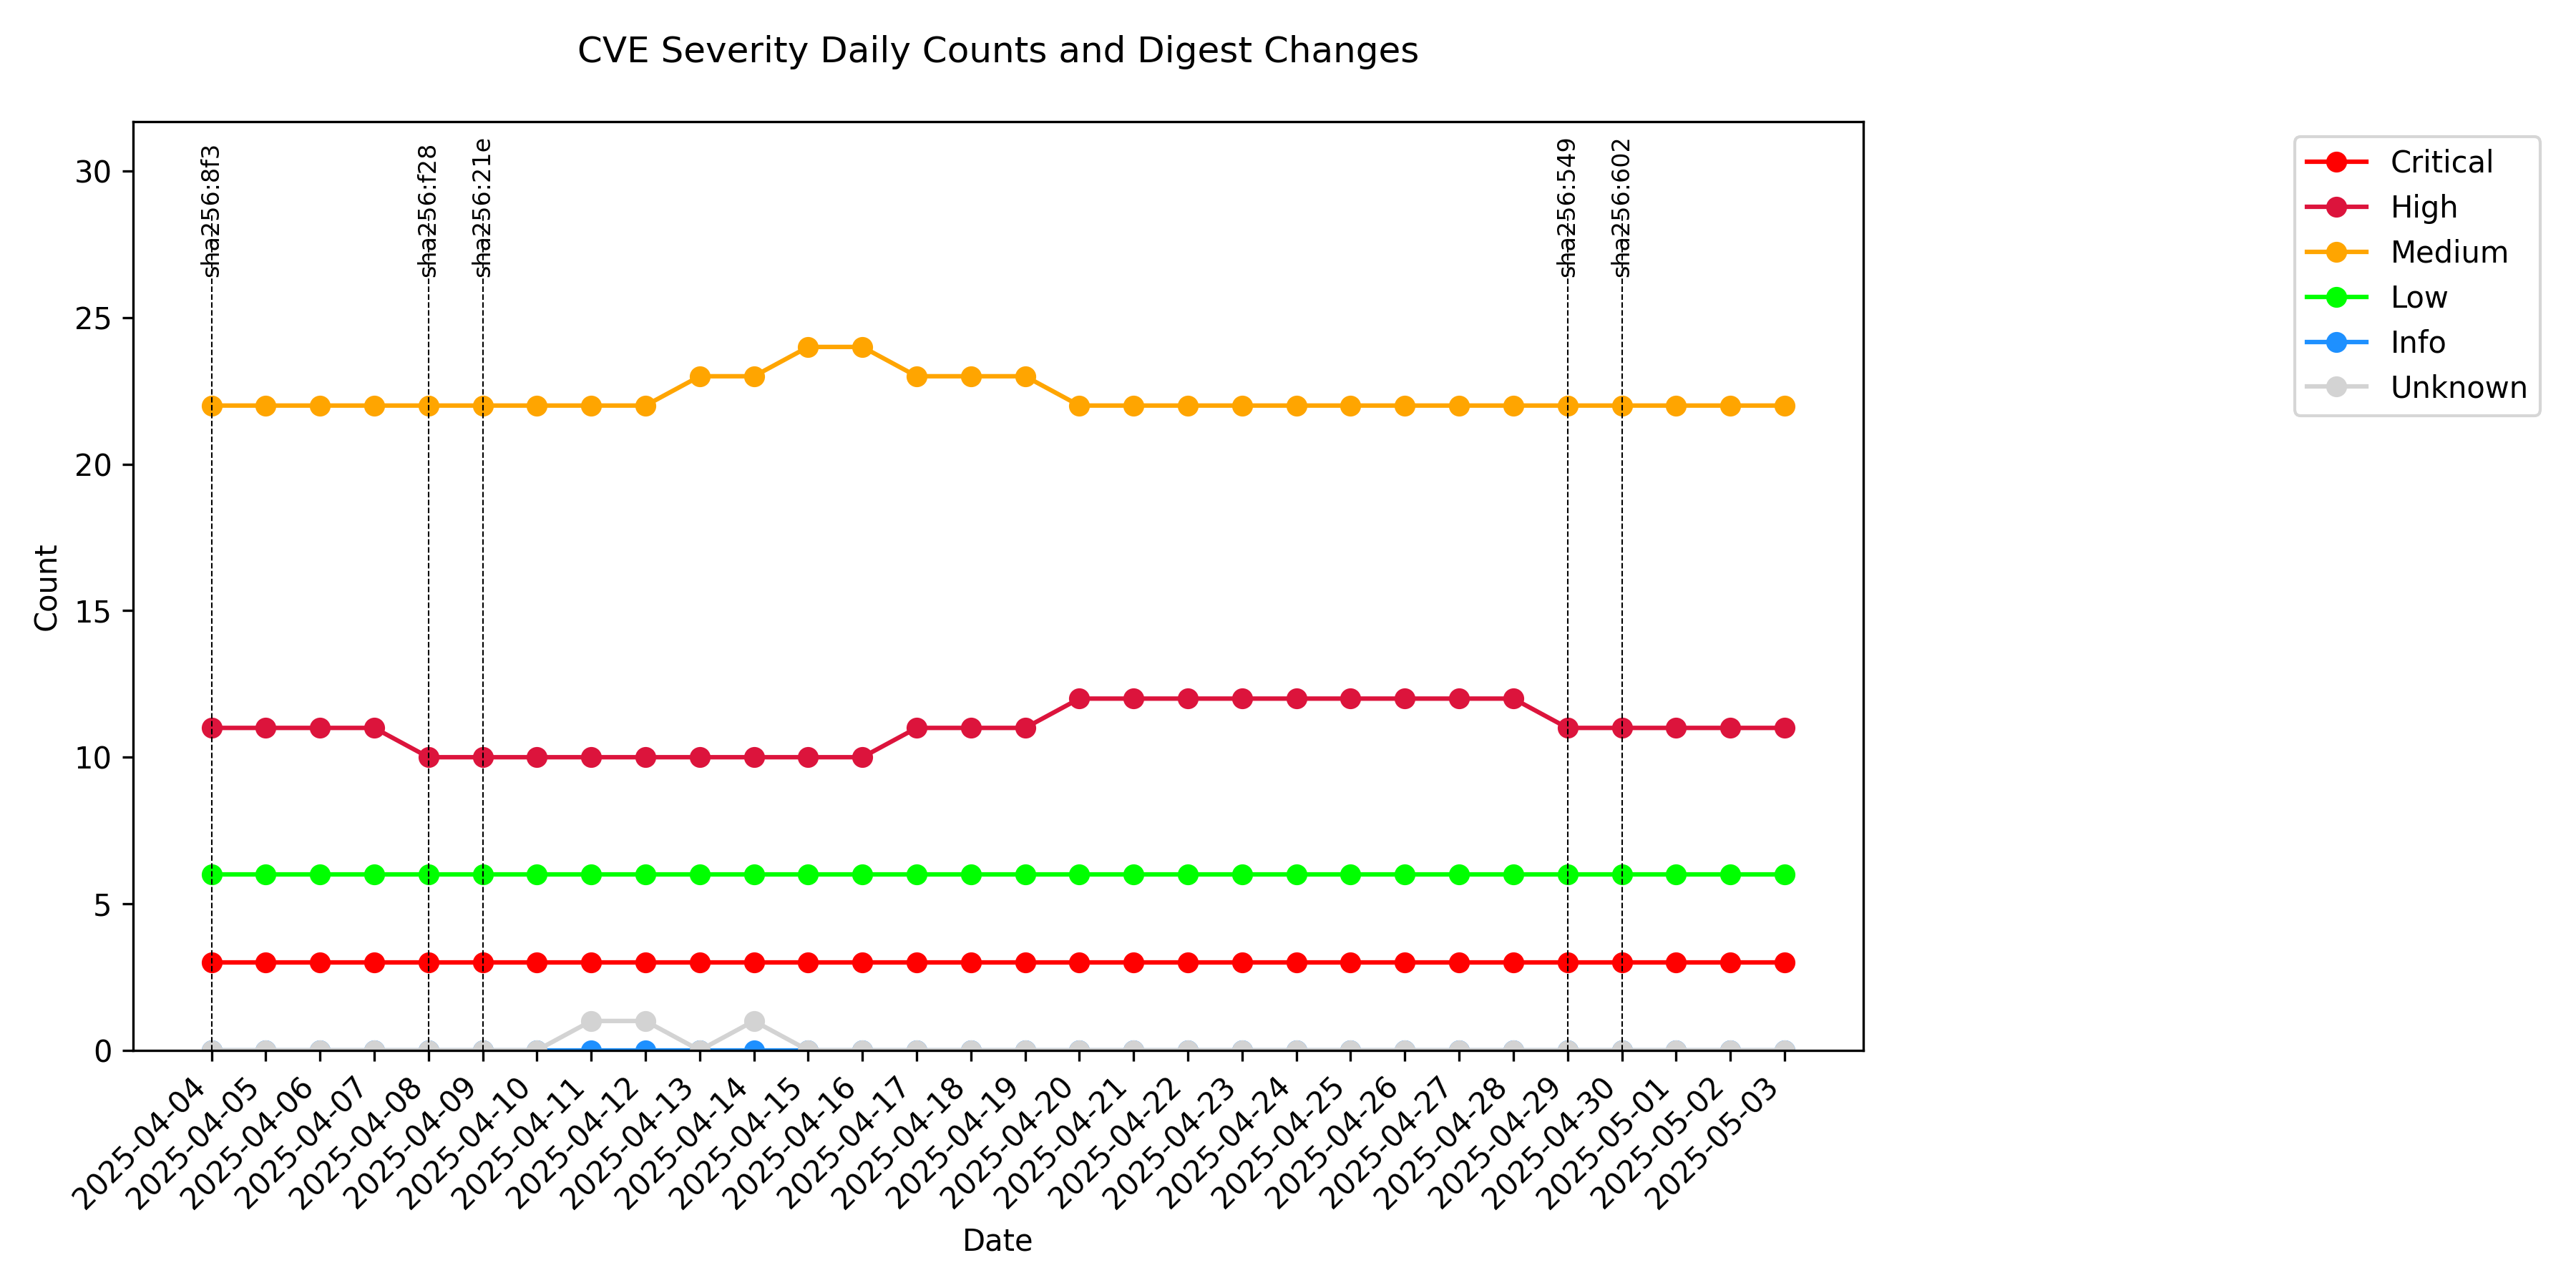 CVE Severity Daily Counts and Digest Changes
sha256:8f3
sha256:f28
sha256:21e
sha256:549
sha256:602
30
25
20
15
10
5
0
Count
Critical
High
Medium
Low
Info
Unknown
2025-04-04
2025-04-05
2025-04-06
2025-04-07
2025-04-08
2025-04-09
2025-04-10
2025-04-11
2025-04-12
2025-04-13
2025-04-14
2025-04-15
2025-04-16
2025-04-17
2025-04-18
2025-04-19
2025-04-20
2025-04-21
2025-04-22
2025-04-23
2025-04-24
2025-04-25
2025-04-26
2025-04-27
2025-04-28
2025-04-29
2025-04-30
2025-05-01
2025-05-02
2025-05-03
Date